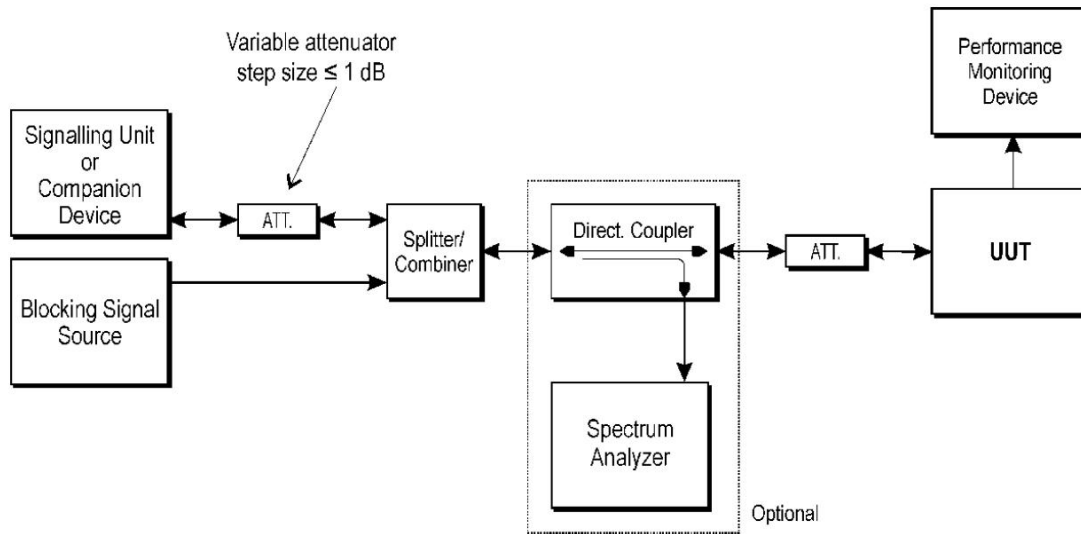 Variable attenuator
step size ≤ 1 dB
Signalling Unit
or
Companion
Device
ATT.
Splitter/
Combiner
Blocking Signal
Source
Direct. Coupler
Spectrum
Analyzer
Optional
ATT.
Performance
Monitoring
Device
UUT